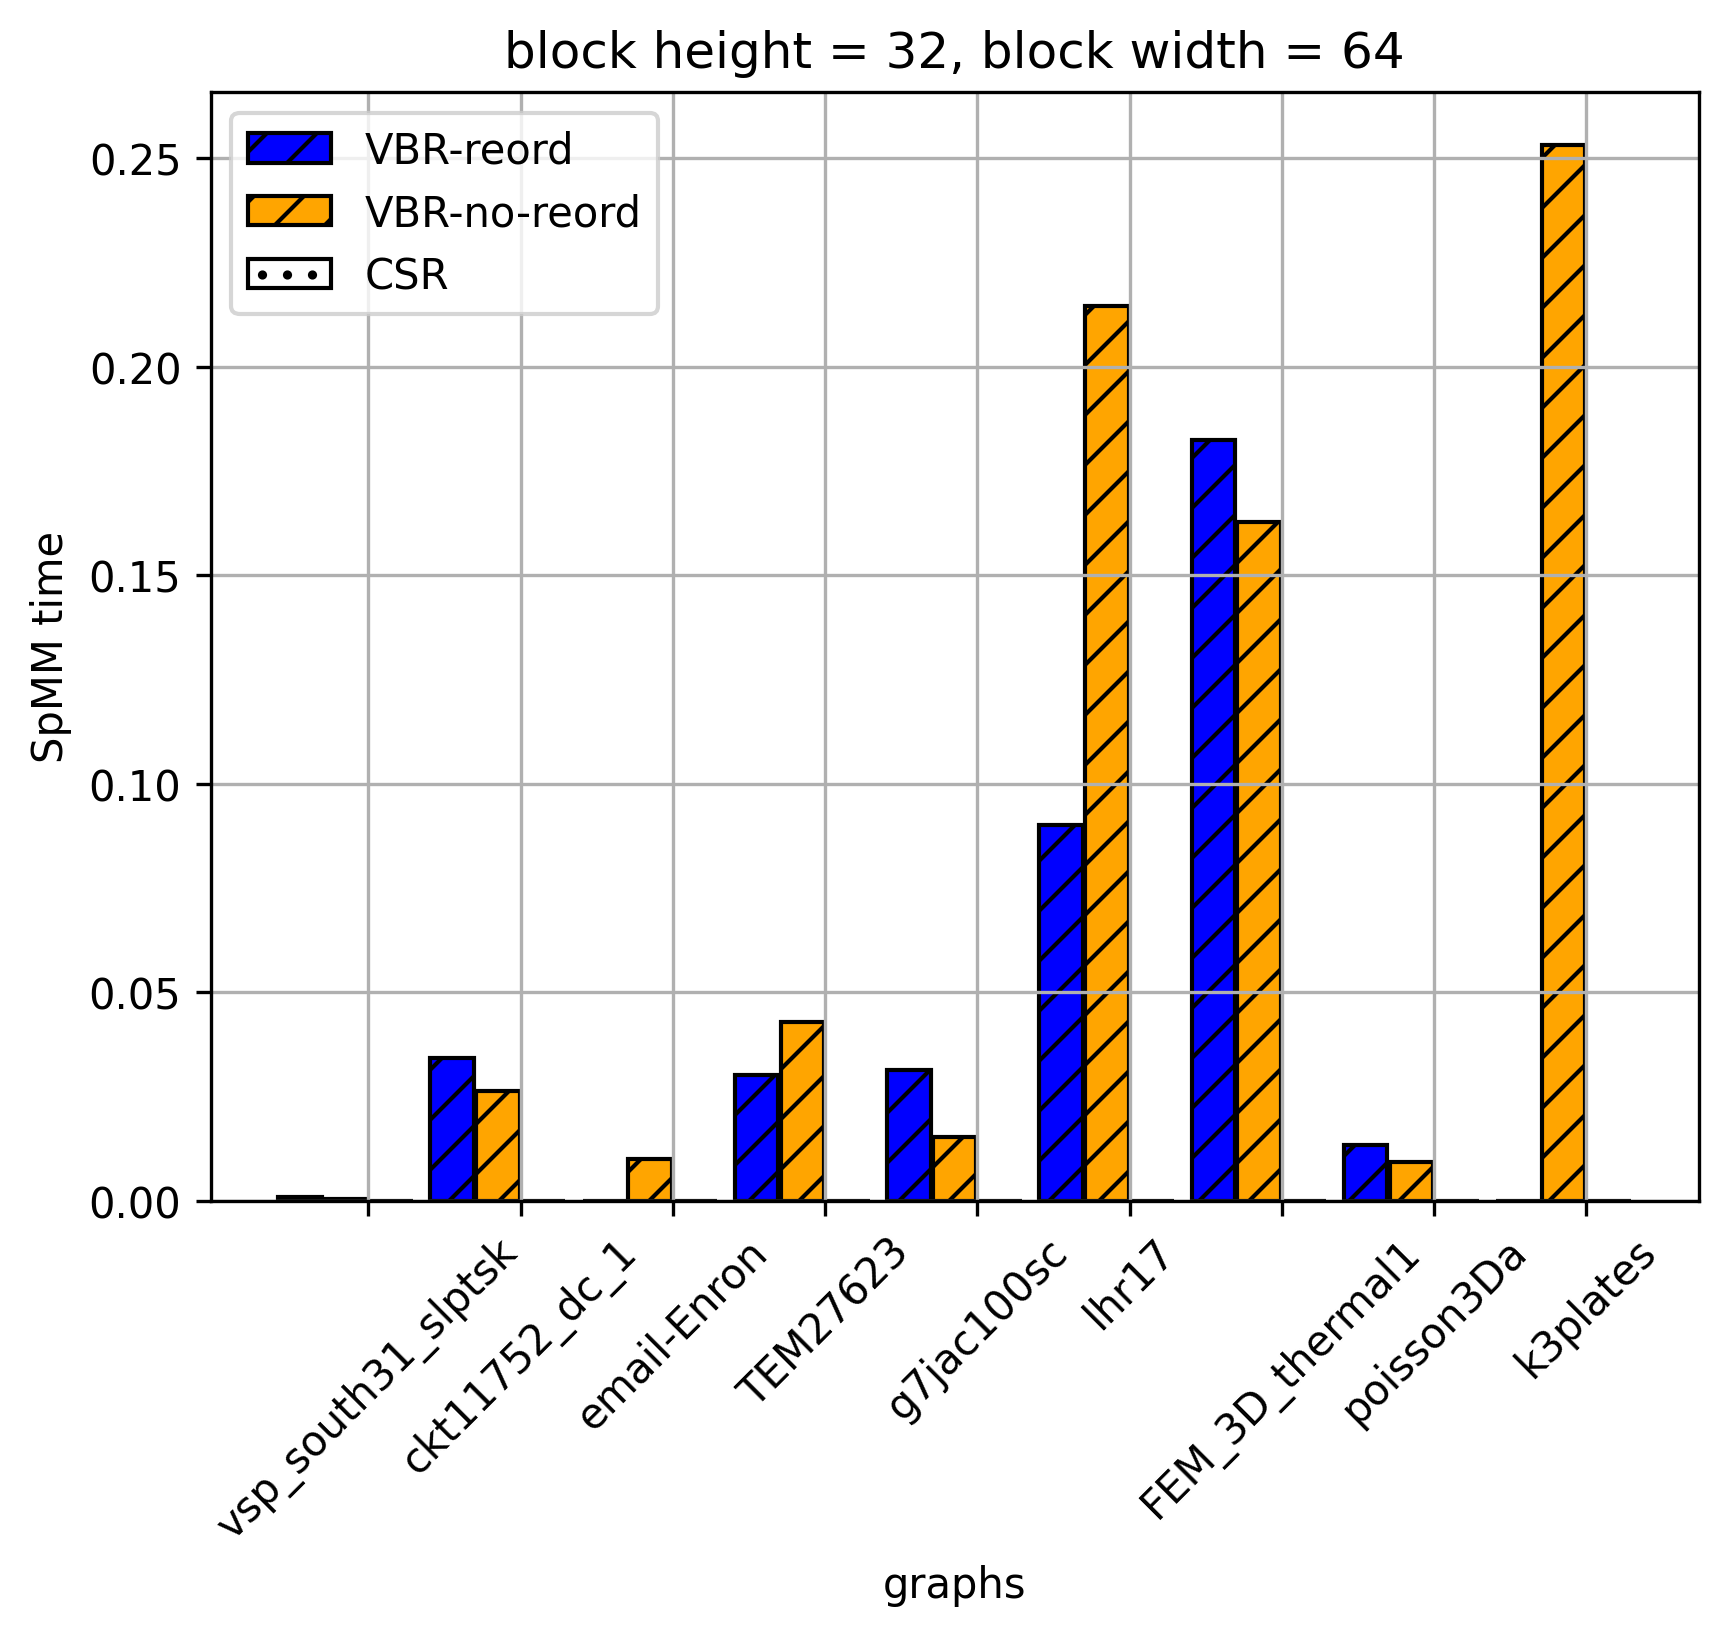 block height = 32, block width = 64
VBR-reord
VBR-no-reord
CSR
0.25
0.20
0.15
0.10
0.05
0.00
SpMM time
vsp_south31_slptsk
ckt11752_dc_1
email-Enron
TEM27623
g7jac100sc
lhr17
FEM_3D_thermal1
poisson3Da
k3plates
graphs